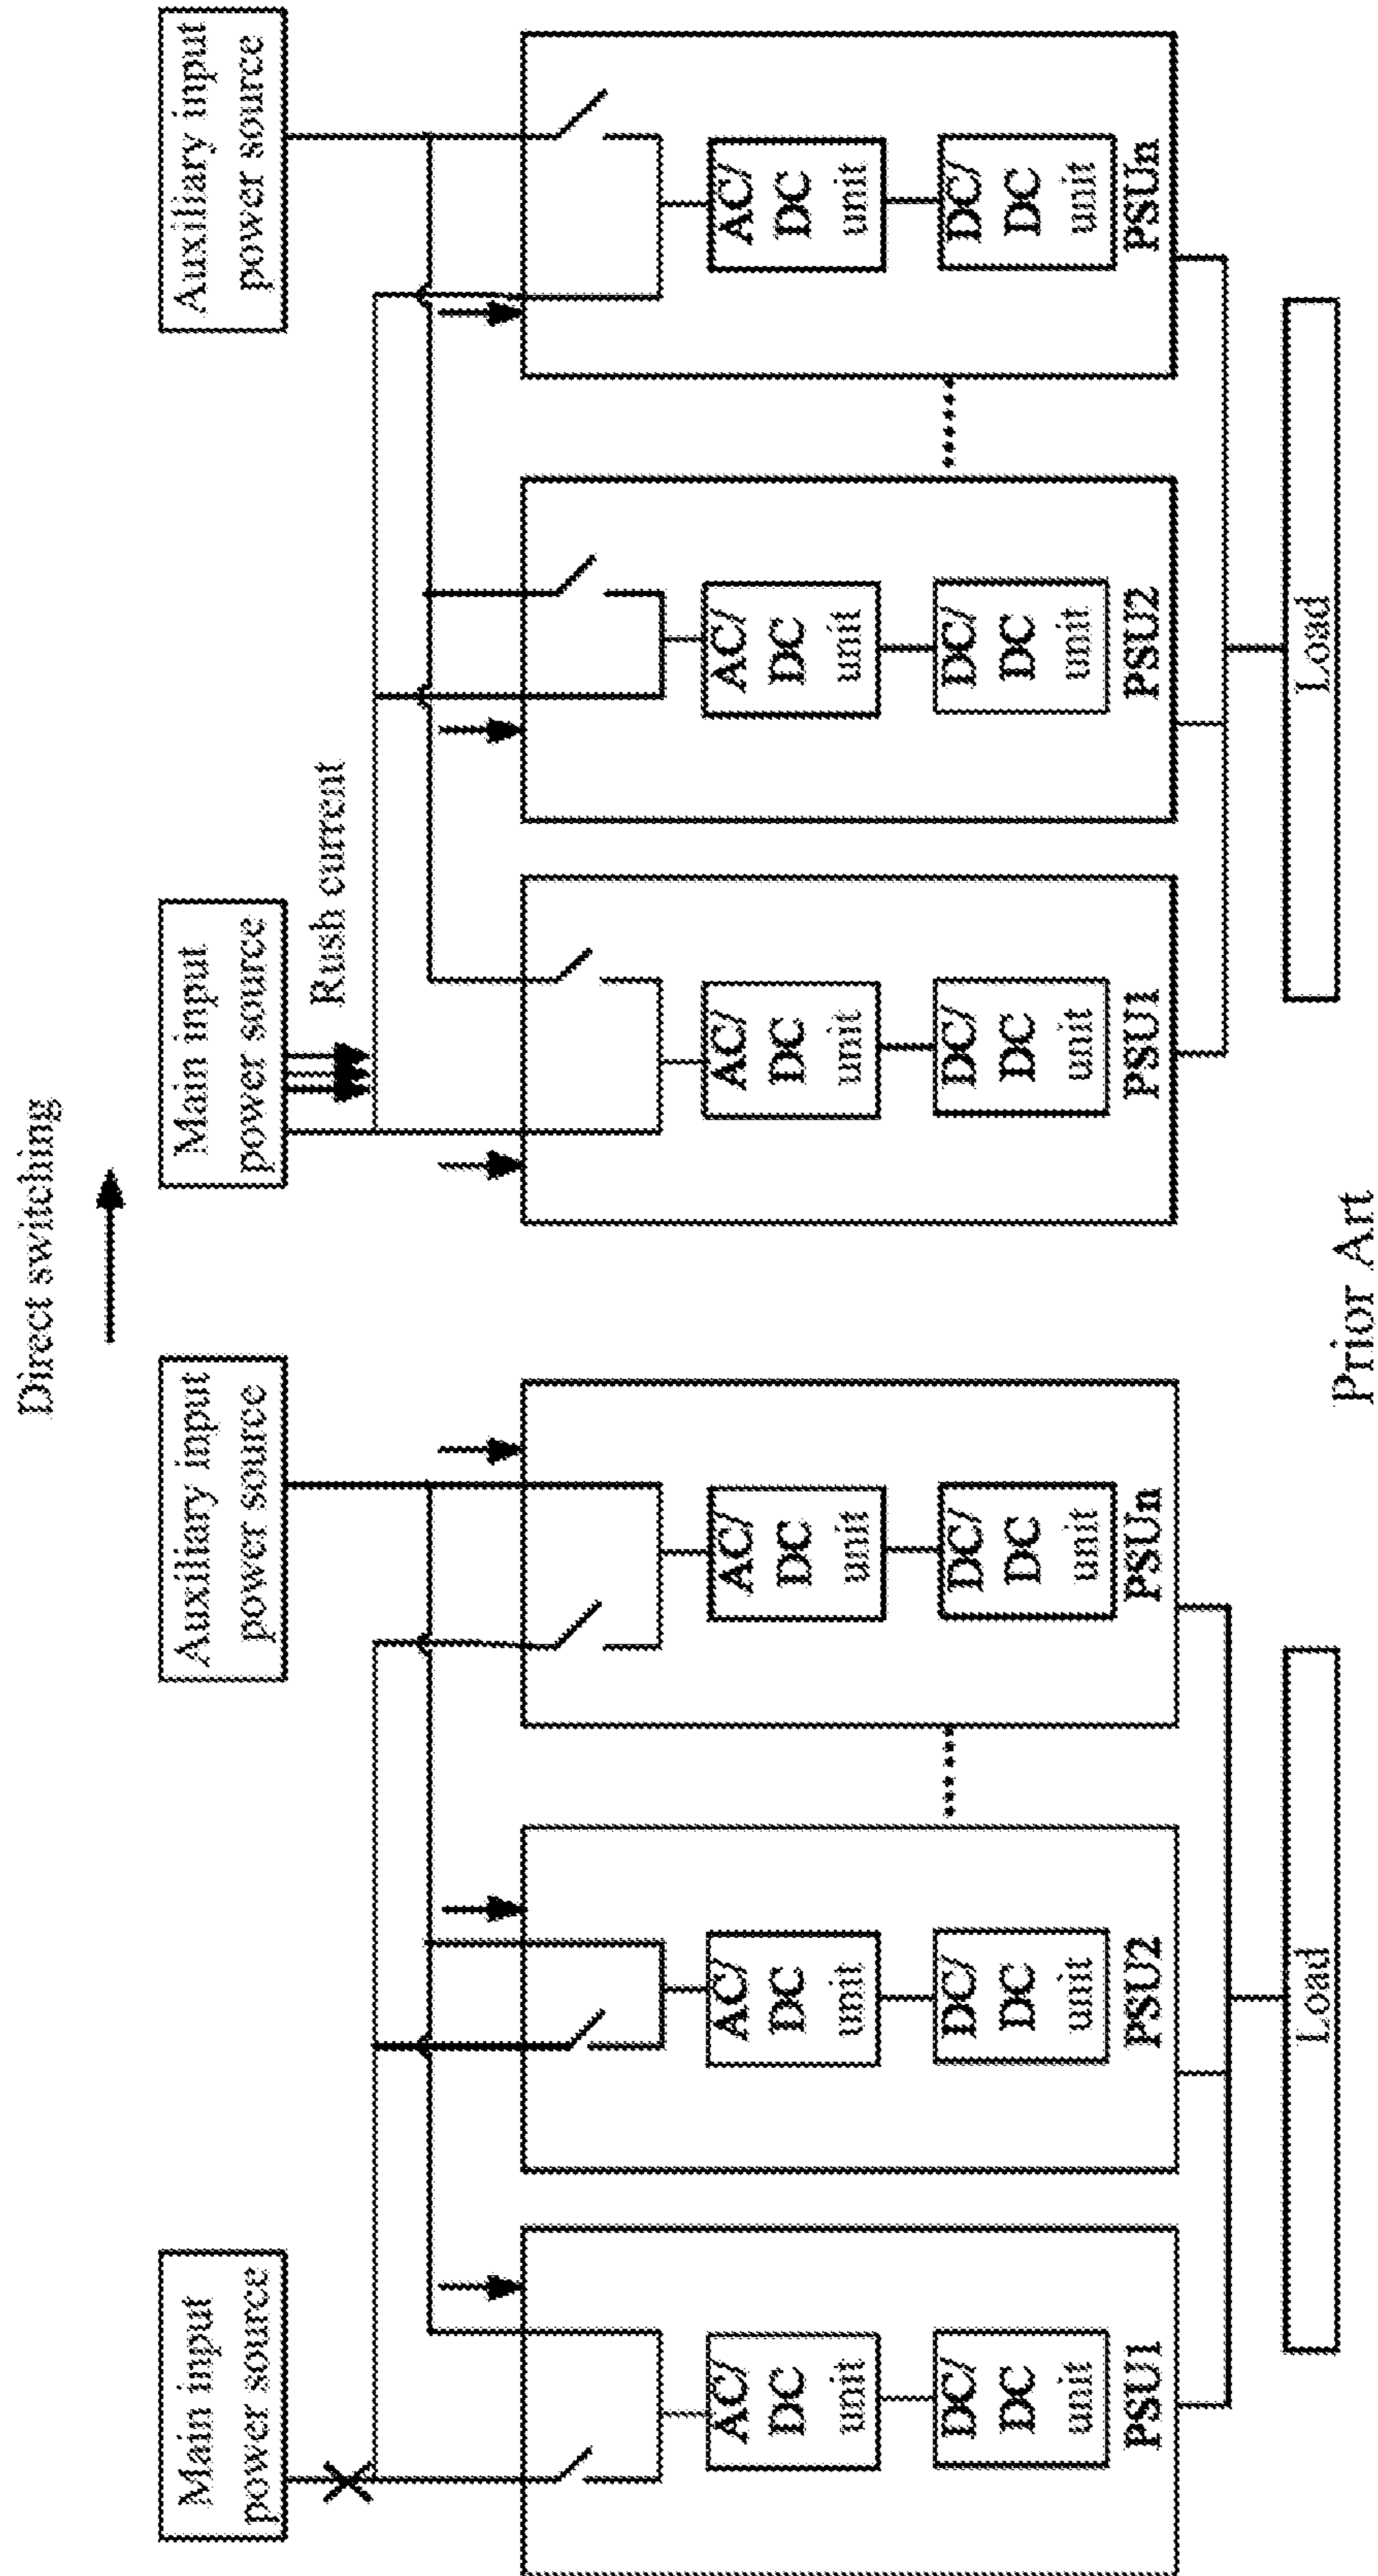 Direct switching
Main input
power source
Auxiliary input
power source
Main input
power source
Rush current
Auxiliary input
power source
AC/
DC
unit
DC/
DC
unit
PSU1
AC/
DC
unit
DC/
DC
unit
PSU2
AC/
DC
unit
DC/
DC
unit
PSUn
Load
AC/
DC
unit
DC/
DC
unit
PSU1
AC/
DC
unit
DC/
DC
unit
PSU2
AC/
DC
unit
DC/
DC
unit
PSUn
Load
Prior Art